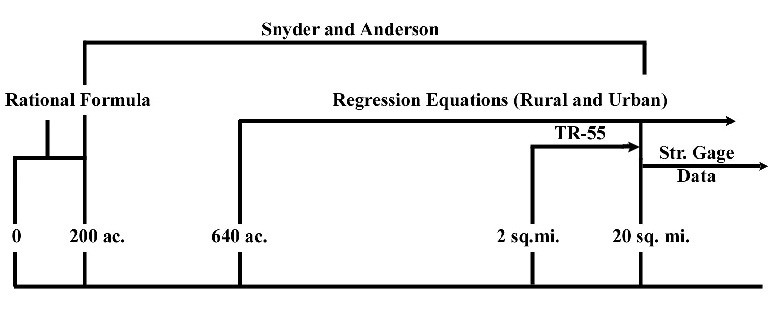 Snyder and Anderson
Rational Formula
Regression Equations (Rural and Urban)
TR-55
Str. Gage
Data
0
200 ac.
640 ac.
2 sq.mi.
20 sq. mi.